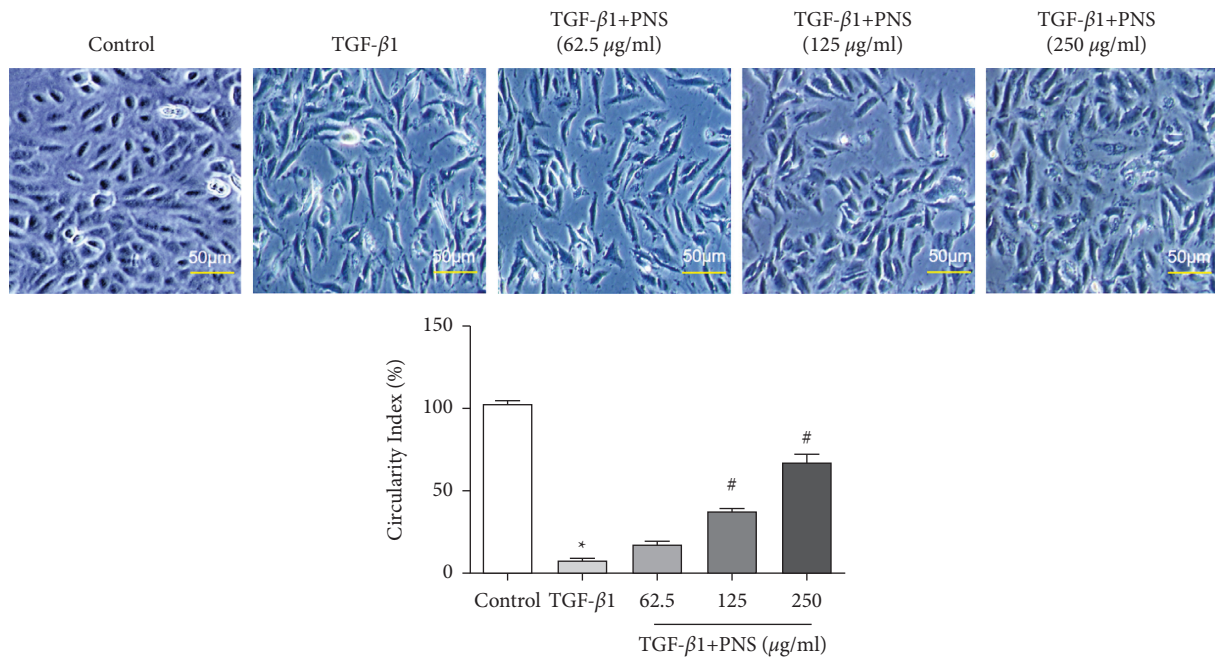 Control
TGF-β1
TGF-β1+PNS
(62.5 μg/ml)
TGF-β1+PNS
(125 μg/ml)
TGF-β1+PNS
(250 μg/ml)
50μm
50μm
50μm
50μm
50μm
Circularity Index (%)
150
100
50
0
*
#
#
Control
TGF-β1
62.5
125
250
TGF-β1+PNS (μg/ml)